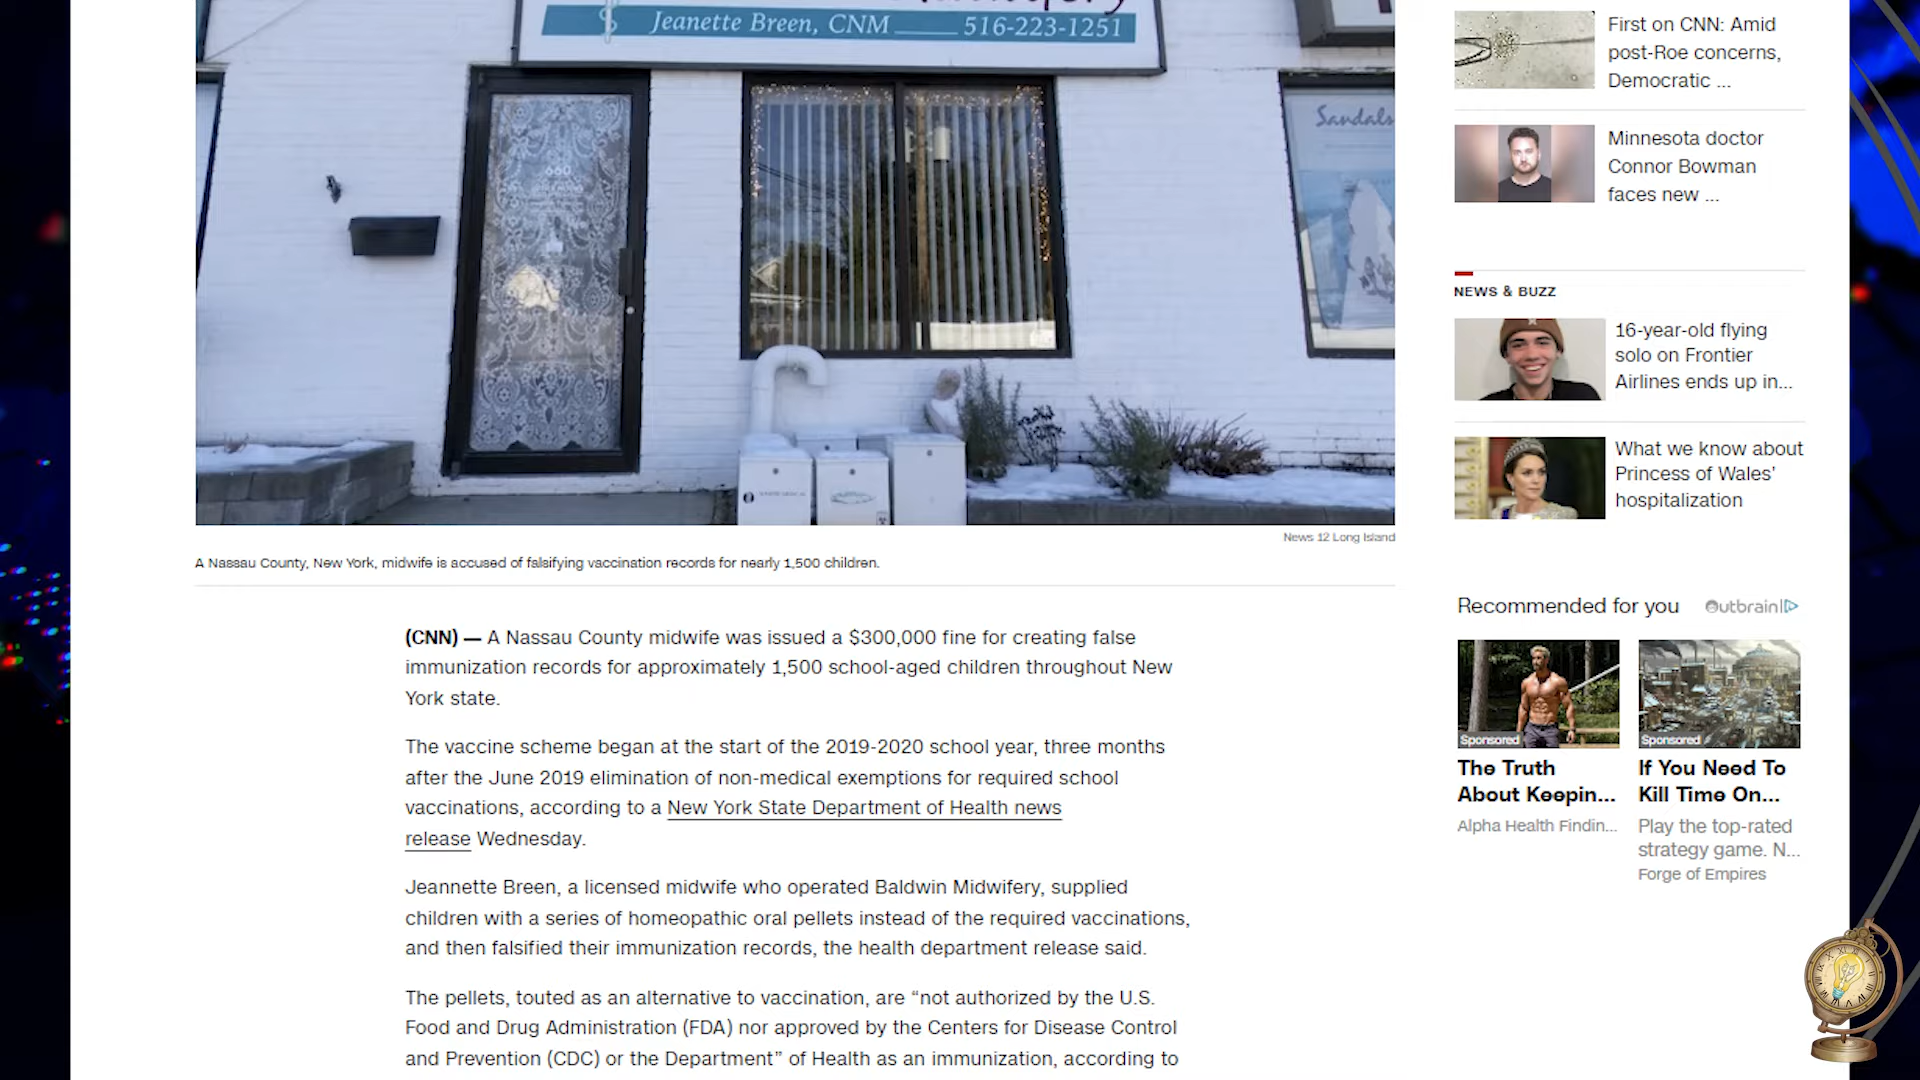 Jeanette Breen, CNM 516-223-1251
660
Sandals
News 12 Long Island
A Nassau County, New York, midwife is accused of falsifying vaccination records for nearly 1,500 children.
(CNN) — A Nassau County midwife was issued a $300,000 fine for creating false
immunization records for approximately 1,500 school-aged children throughout New
York state.
The vaccine scheme began at the start of the 2019-2020 school year, three months
after the June 2019 elimination of non-medical exemptions for required school
vaccinations, according to a New York State Department of Health news
release Wednesday.
Jeannette Breen, a licensed midwife who operated Baldwin Midwifery, supplied
children with a series of homeopathic oral pellets instead of the required vaccinations,
and then falsified their immunization records, the health department release said.
The pellets, touted as an alternative to vaccination, are “not authorized by the U.S.
Food and Drug Administration (FDA) nor approved by the Centers for Disease Control
and Prevention (CDC) or the Department” of Health as an immunization, according to
First on CNN: Amid
post-Roe concerns,
Democratic ...
Minnesota doctor
Connor Bowman
faces new ...
NEWS & BUZZ
16-year-old flying
solo on Frontier
Airlines ends up in...
What we know about
Princess of Wales’
hospitalization
Recommended for you
Outbrain
Sponsored
The Truth
About Keepin...
Alpha Health Findin...
Sponsored
If You Need To
Kill Time On...
Play the top-rated
strategy game. N...
Forge of Empires